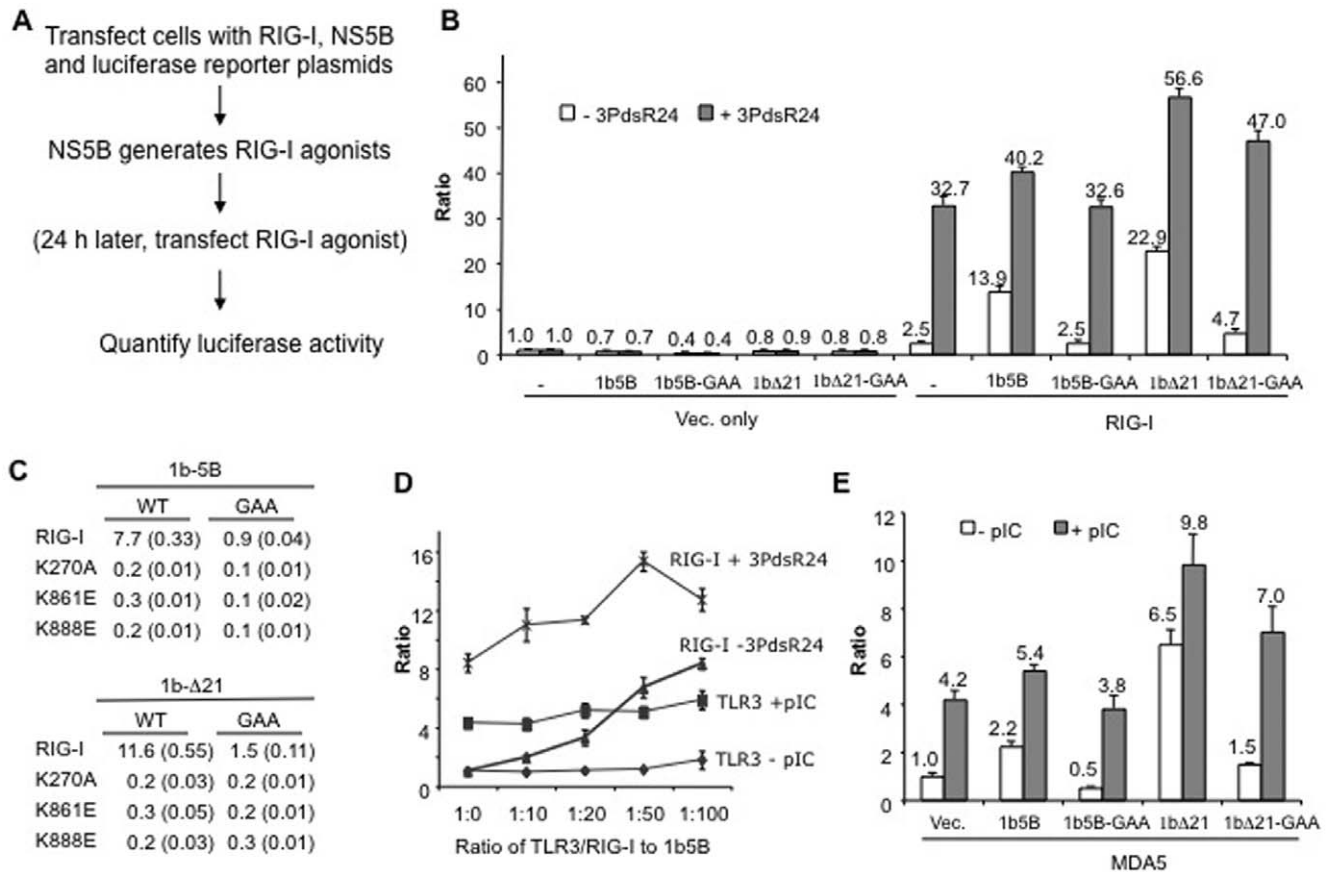 A
Transfect cells with RIG-I, NS5B
and luciferase reporter plasmids
NS5B generates RIG-I agonists
(24 h later, transfect RIG-I agonist)
Quantify luciferase activity
B
Ratio
60
50
40
30
20
10
0
- 3PdsR24 + 3PdsR24
1.0 1.0 0.7 0.7 0.4 0.4 0.8 0.9 0.8 0.8 2.5 32.7 13.9 40.2 2.5 32.6 22.9 56.6 4.7 47.0
- 1b5B 1b5B-GAA 1bΔ21 1bΔ21-GAA - 1b5B 1b5B-GAA 1bΔ21 1bΔ21-GAA
Vec. only RIG-I
C
1b-5B
WT GAA
RIG-I 7.7 (0.33) 0.9 (0.04)
K270A 0.2 (0.01) 0.1 (0.01)
K861E 0.3 (0.01) 0.1 (0.02)
K888E 0.2 (0.01) 0.1 (0.01)
1b-Δ21
WT GAA
RIG-I 11.6 (0.55) 1.5 (0.11)
K270A 0.2 (0.03) 0.2 (0.01)
K861E 0.3 (0.05) 0.2 (0.01)
K888E 0.2 (0.03) 0.3 (0.01)
D
Ratio
16
12
8
4
0
RIG-I + 3PdsR24
RIG-I -3PdsR24
TLR3 +pIC
TLR3 - pIC
1:0 1:10 1:20 1:50 1:100
Ratio of TLR3/RIG-I to 1b5B
E
Ratio
12
10
8
6
4
2
0
- pIC + pIC
1.0 4.2 2.2 5.4 0.5 3.8 6.5 9.8 1.5 7.0
Vec. 1b5B 1b5B-GAA 1bΔ21 1bΔ21-GAA
MDA5